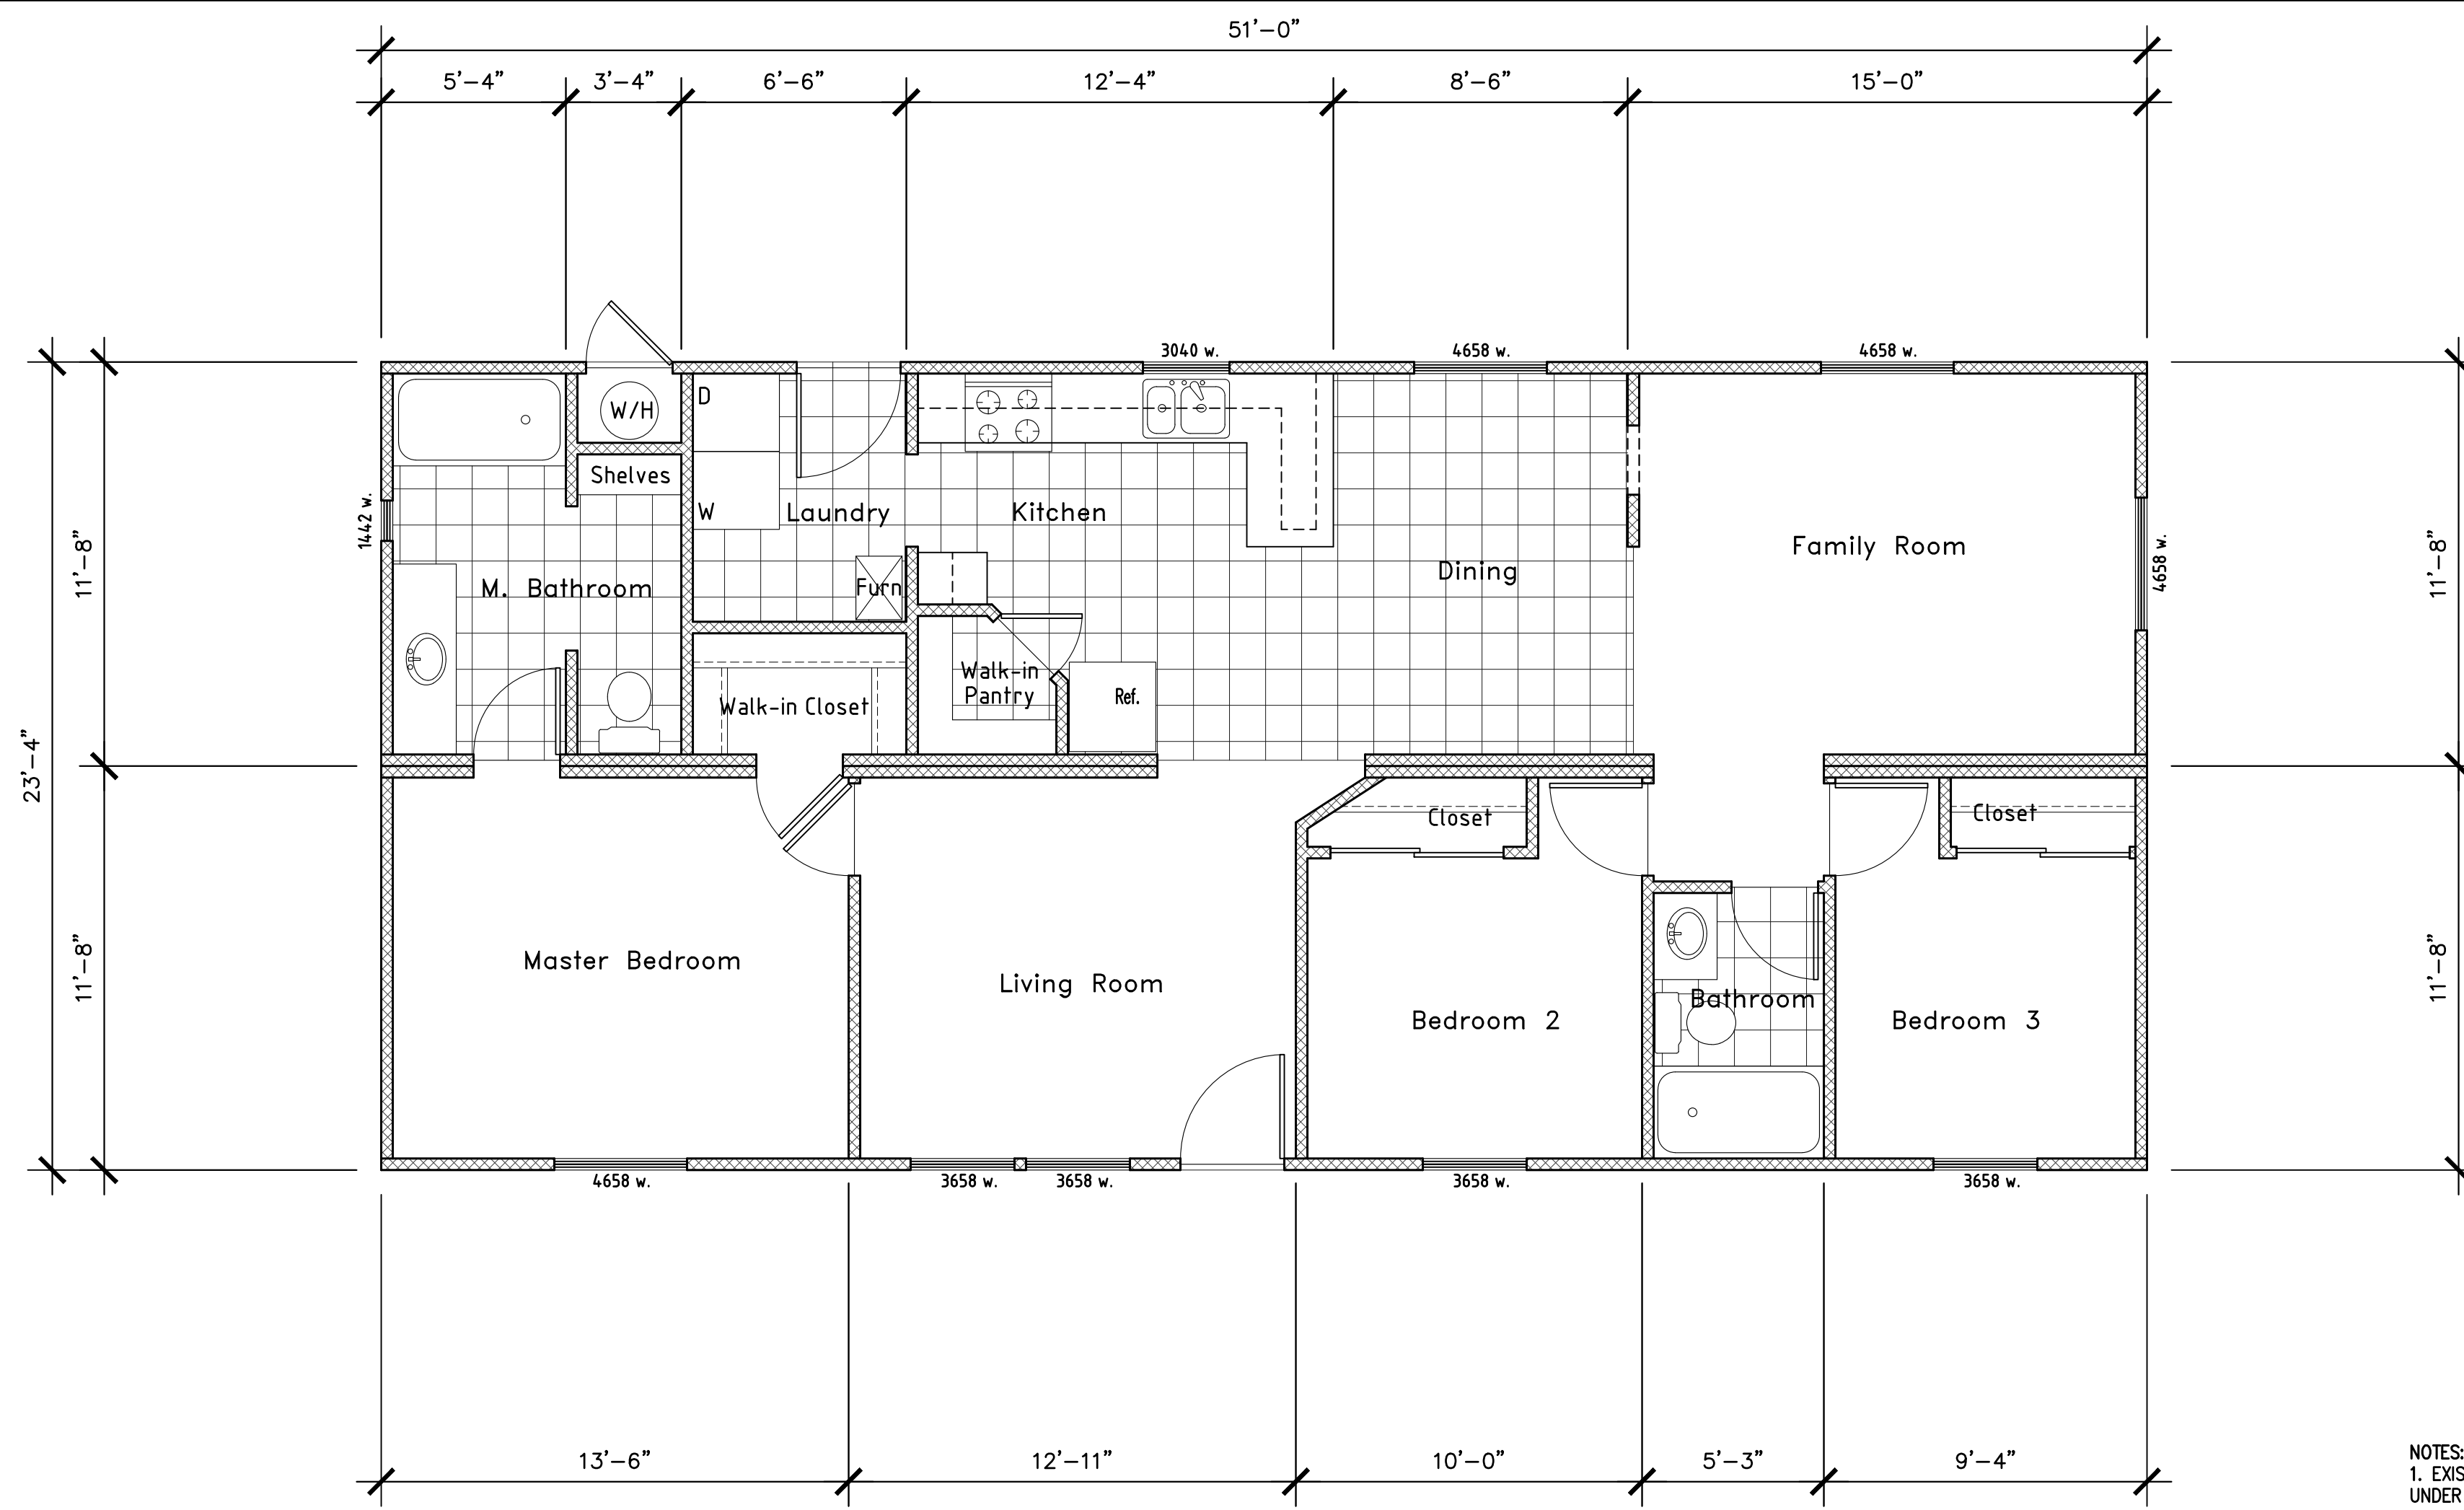 51'-0"
5'-4" 3'-4" 6'-6" 12'-4" 8'-6" 15'-0"
3040 w. 4658 w. 4658 w.
W/H
D
Shelves
1442 w.
W
Laundry
Kitchen
Family Room
4658 w.
11'-8"
11'-8"
Dining
M. Bathroom
Furn
Walk-in
Pantry
Ref.
Walk-in Closet
23'-4"
Closet
Closet
Master Bedroom
Living Room
Bathroom
Bedroom 2
Bedroom 3
11'-8"
11'-8"
4658 w. 3658 w. 3658 w. 3658 w. 3658 w.
13'-6" 12'-11" 10'-0" 5'-3" 9'-4"
NOTES:
1. EXIS
UNDER